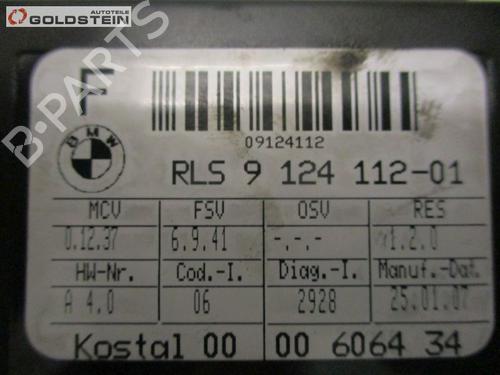 AUTOTEILE
GOLDSTEIN
B-PARTS
F
09124112
BMW
RLS 9 124 112-01
MCV FSV OSV RES
0.12.37 6.9.41 -.-.- v1.2.0
HW-Nr. Cod.-I. Diag.-I. Manuf.-Dat.
A 4.0 06 2928 25.01.07
Kostal 00 00 6064 34